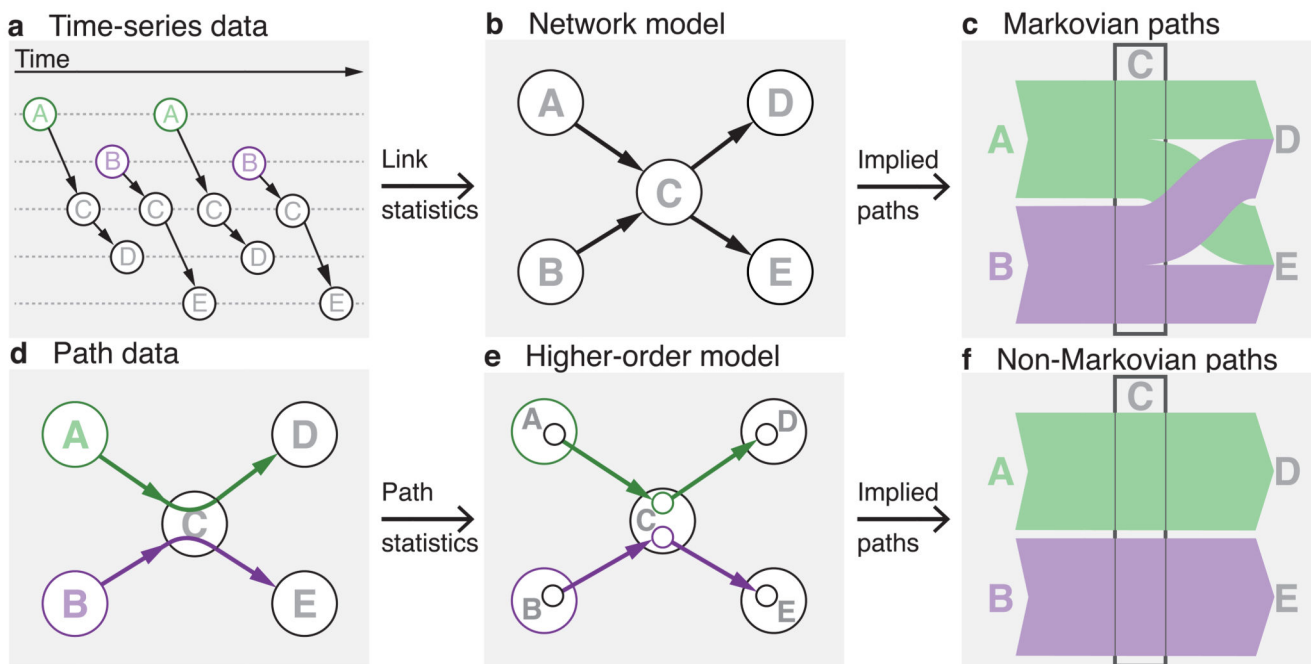 a Time-series data
Time
A
A
B
B
C
C
C
C
D
D
E
E
Link
statistics
b Network model
A
D
C
B
E
Implied
paths
c Markovian paths
C
A
D
B
E
d Path data
A
D
C
B
E
Path
statistics
e Higher-order model
A
D
C
B
E
Implied
paths
f Non-Markovian paths
C
A
D
B
E